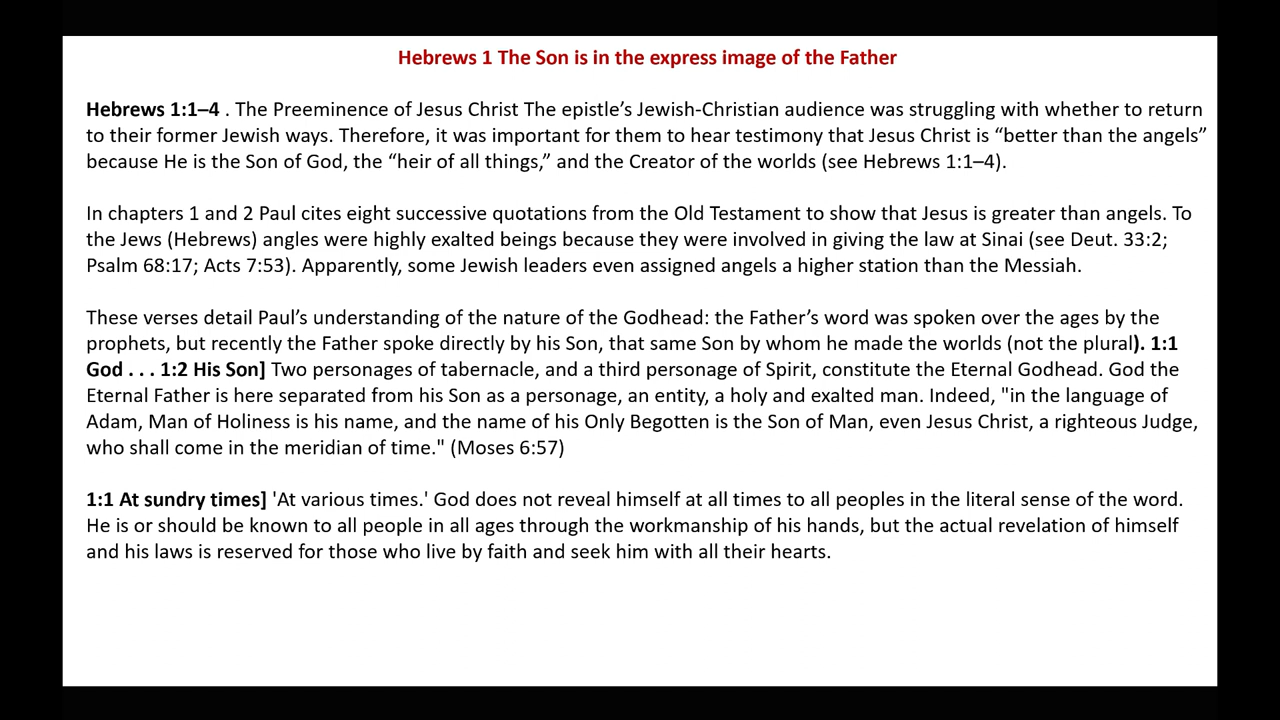 Hebrews 1 The Son is in the express image of the Father
Hebrews 1:1–4 . The Preeminence of Jesus Christ The epistle’s Jewish-Christian audience was struggling with whether to return
to their former Jewish ways. Therefore, it was important for them to hear testimony that Jesus Christ is “better than the angels”
because He is the Son of God, the “heir of all things,” and the Creator of the worlds (see Hebrews 1:1–4).
In chapters 1 and 2 Paul cites eight successive quotations from the Old Testament to show that Jesus is greater than angels. To
the Jews (Hebrews) angles were highly exalted beings because they were involved in giving the law at Sinai (see Deut. 33:2;
Psalm 68:17; Acts 7:53). Apparently, some Jewish leaders even assigned angels a higher station than the Messiah.
These verses detail Paul’s understanding of the nature of the Godhead: the Father’s word was spoken over the ages by the
prophets, but recently the Father spoke directly by his Son, that same Son by whom he made the worlds (not the plural). 1:1
God . . . 1:2 His Son] Two personages of tabernacle, and a third personage of Spirit, constitute the Eternal Godhead. God the
Eternal Father is here separated from his Son as a personage, an entity, a holy and exalted man. Indeed, "in the language of
Adam, Man of Holiness is his name, and the name of his Only Begotten is the Son of Man, even Jesus Christ, a righteous Judge,
who shall come in the meridian of time." (Moses 6:57)
1:1 At sundry times] 'At various times.' God does not reveal himself at all times to all peoples in the literal sense of the word.
He is or should be known to all people in all ages through the workmanship of his hands, but the actual revelation of himself
and his laws is reserved for those who live by faith and seek him with all their hearts.